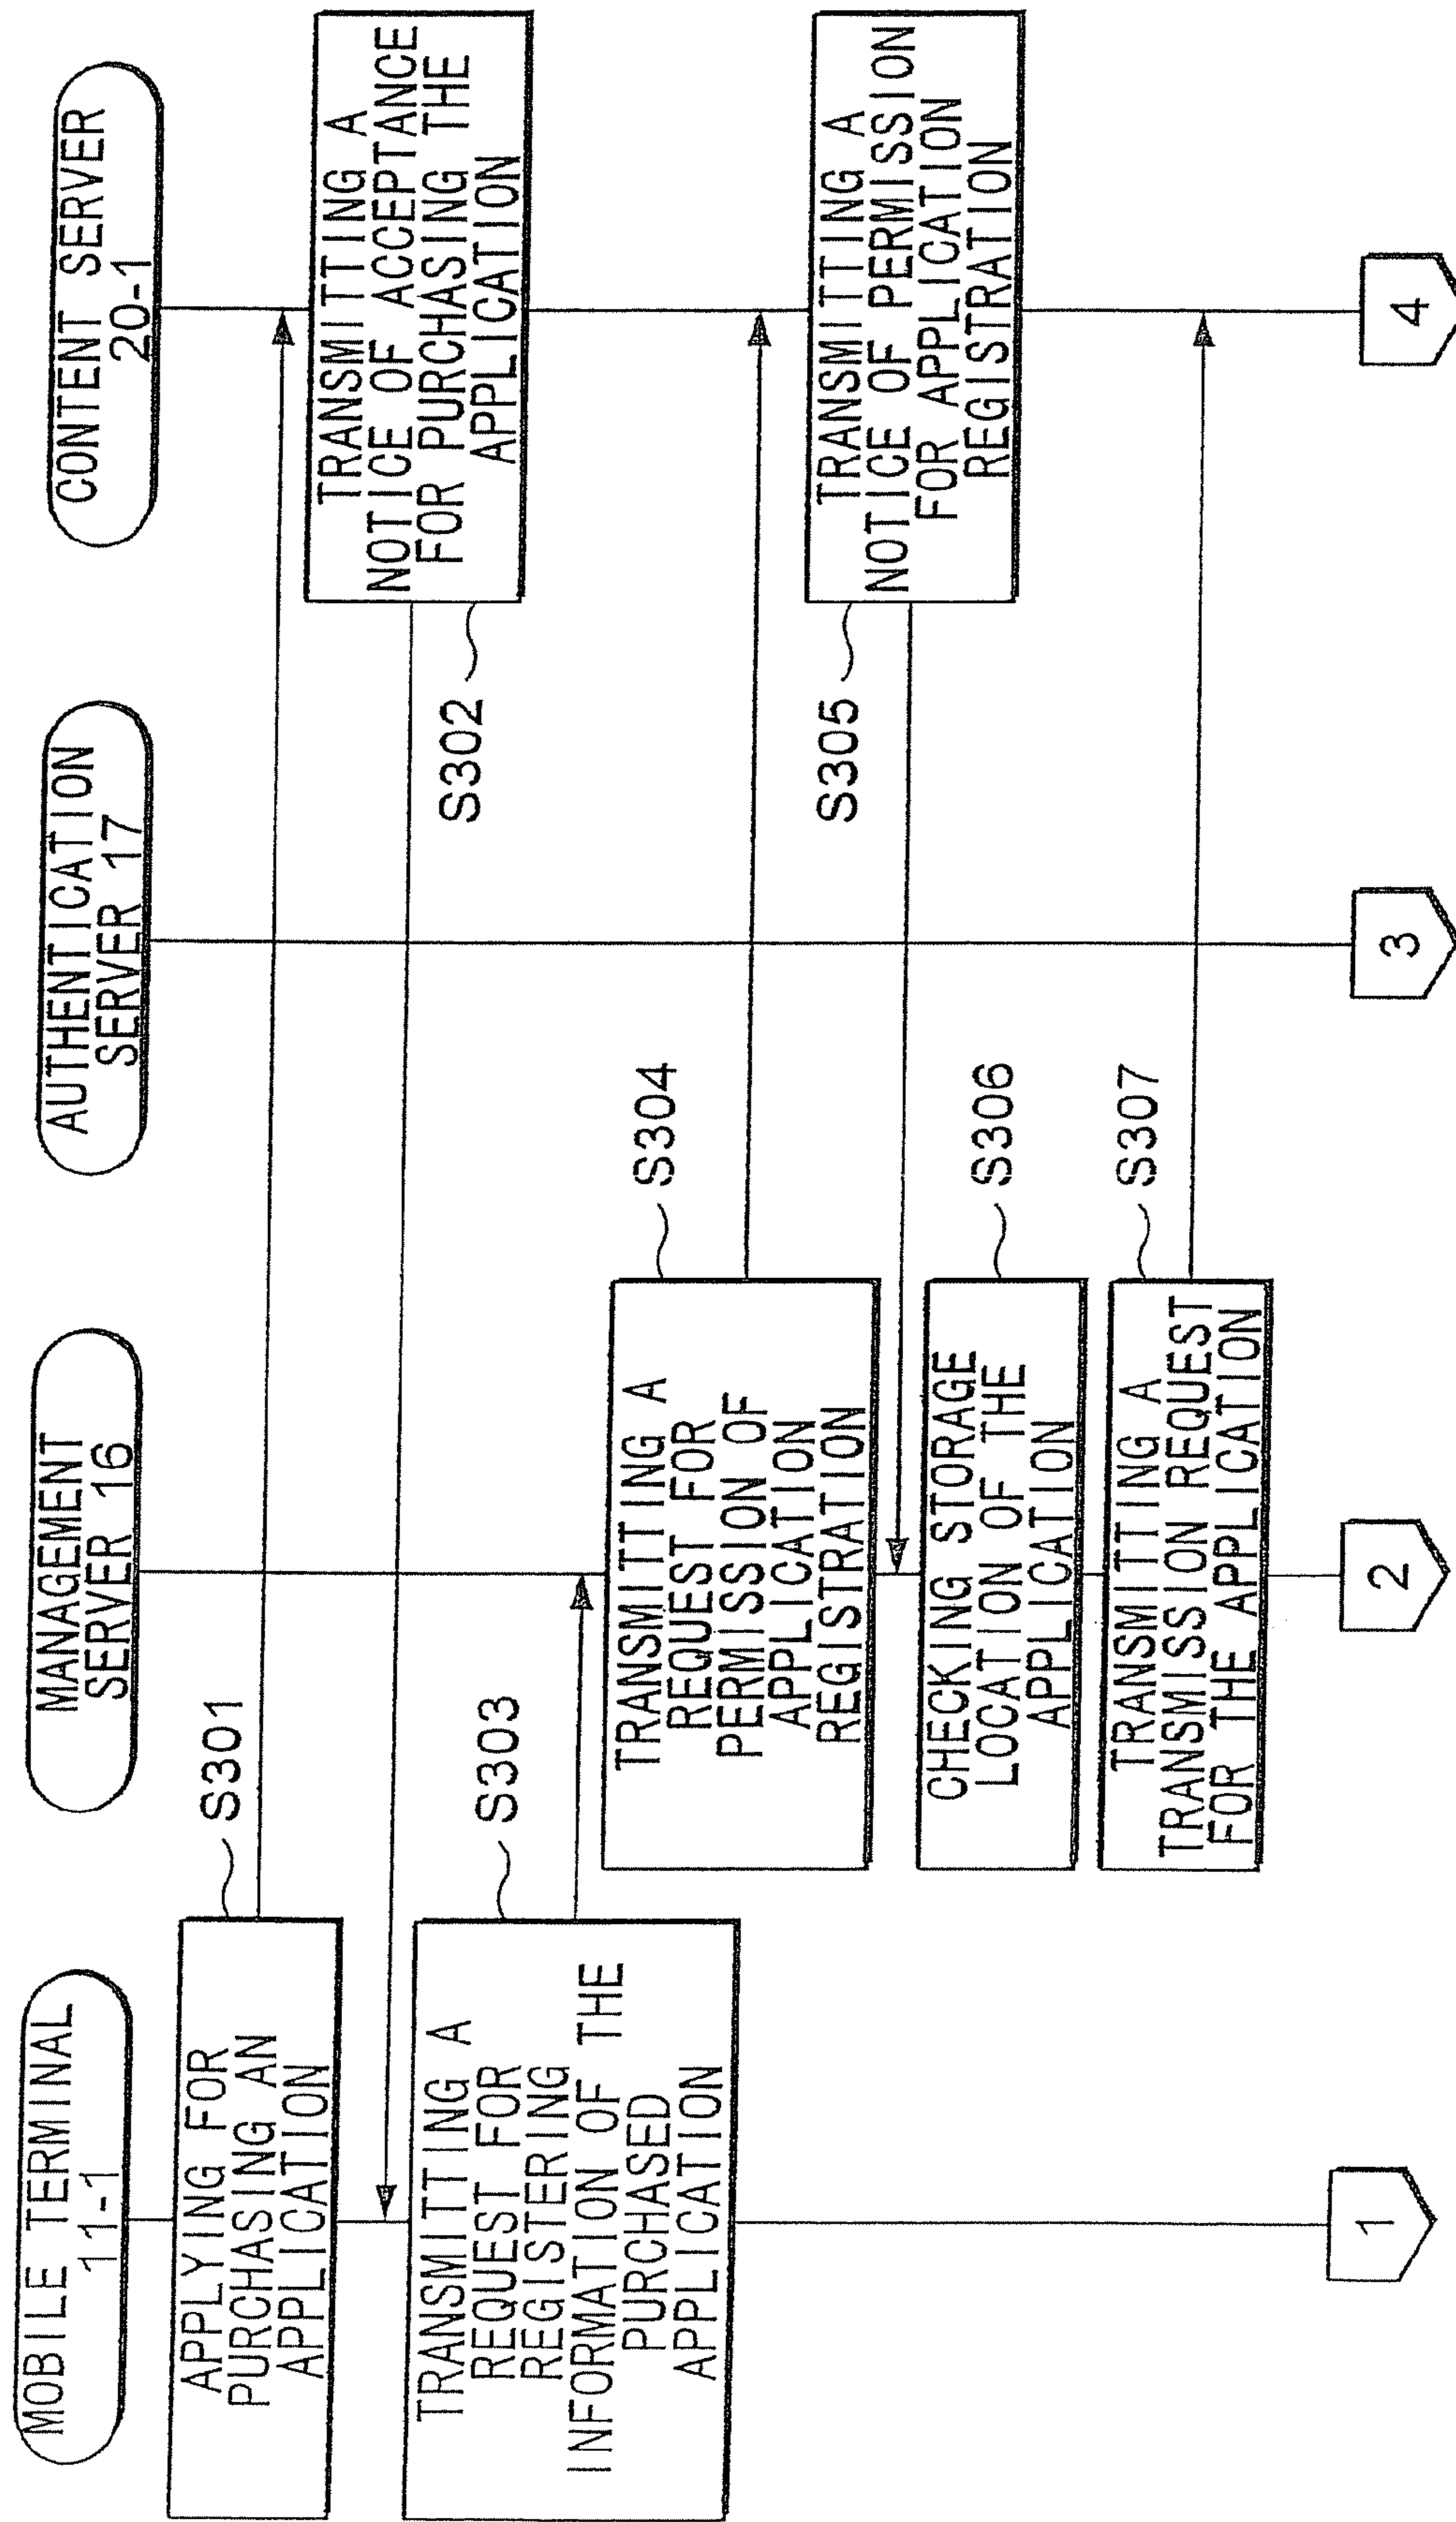 MOBILE TERMINAL
11-1
MANAGEMENT
SERVER 16
AUTHENTICATION
SERVER 17
CONTENT SERVER
20-1
S301
APPLYING FOR
PURCHASING AN
APPLICATION
TRANSMITTING A
NOTICE OF ACCEPTANCE
FOR PURCHASING THE
APPLICATION
S302
S303
TRANSMITTING A
REQUEST FOR
REGISTERING
INFORMATION OF THE
PURCHASED
APPLICATION
S304
TRANSMITTING A
REQUEST FOR
PERMISSION OF
APPLICATION
REGISTRATION
S305
TRANSMITTING A
NOTICE OF PERMISSION
FOR APPLICATION
REGISTRATION
S306
CHECKING STORAGE
LOCATION OF THE
APPLICATION
S307
TRANSMITTING A
TRANSMISSION REQUEST
FOR THE APPLICATION
1
2
3
4